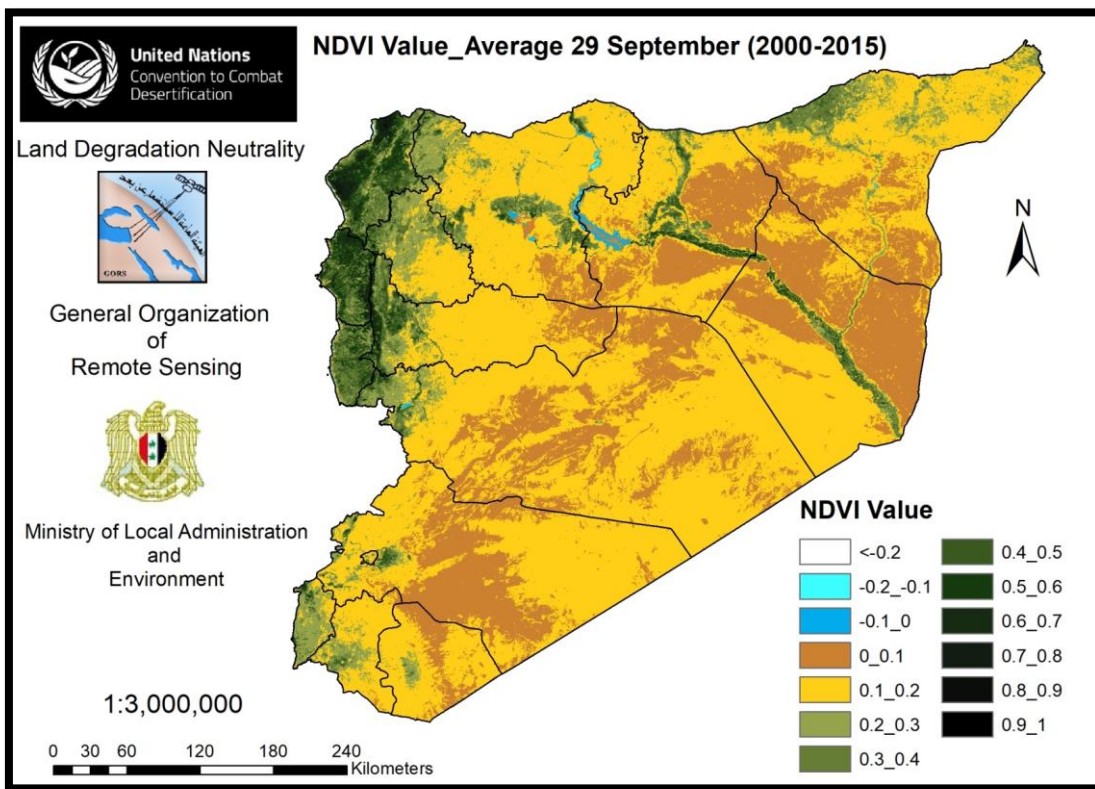 United Nations
Convention to Combat
Desertification
NDVI Value_Average 29 September (2000-2015)
Land Degradation Neutrality
GORS
General Organization
of
Remote Sensing
Ministry of Local Administration
and
Environment
1:3,000,000
0 30 60 120 180 240
Kilometers
N
NDVI Value
<-0.2
-0.2_-0.1
-0.1_0
0_0.1
0.1_0.2
0.2_0.3
0.3_0.4
0.4_0.5
0.5_0.6
0.6_0.7
0.7_0.8
0.8_0.9
0.9_1